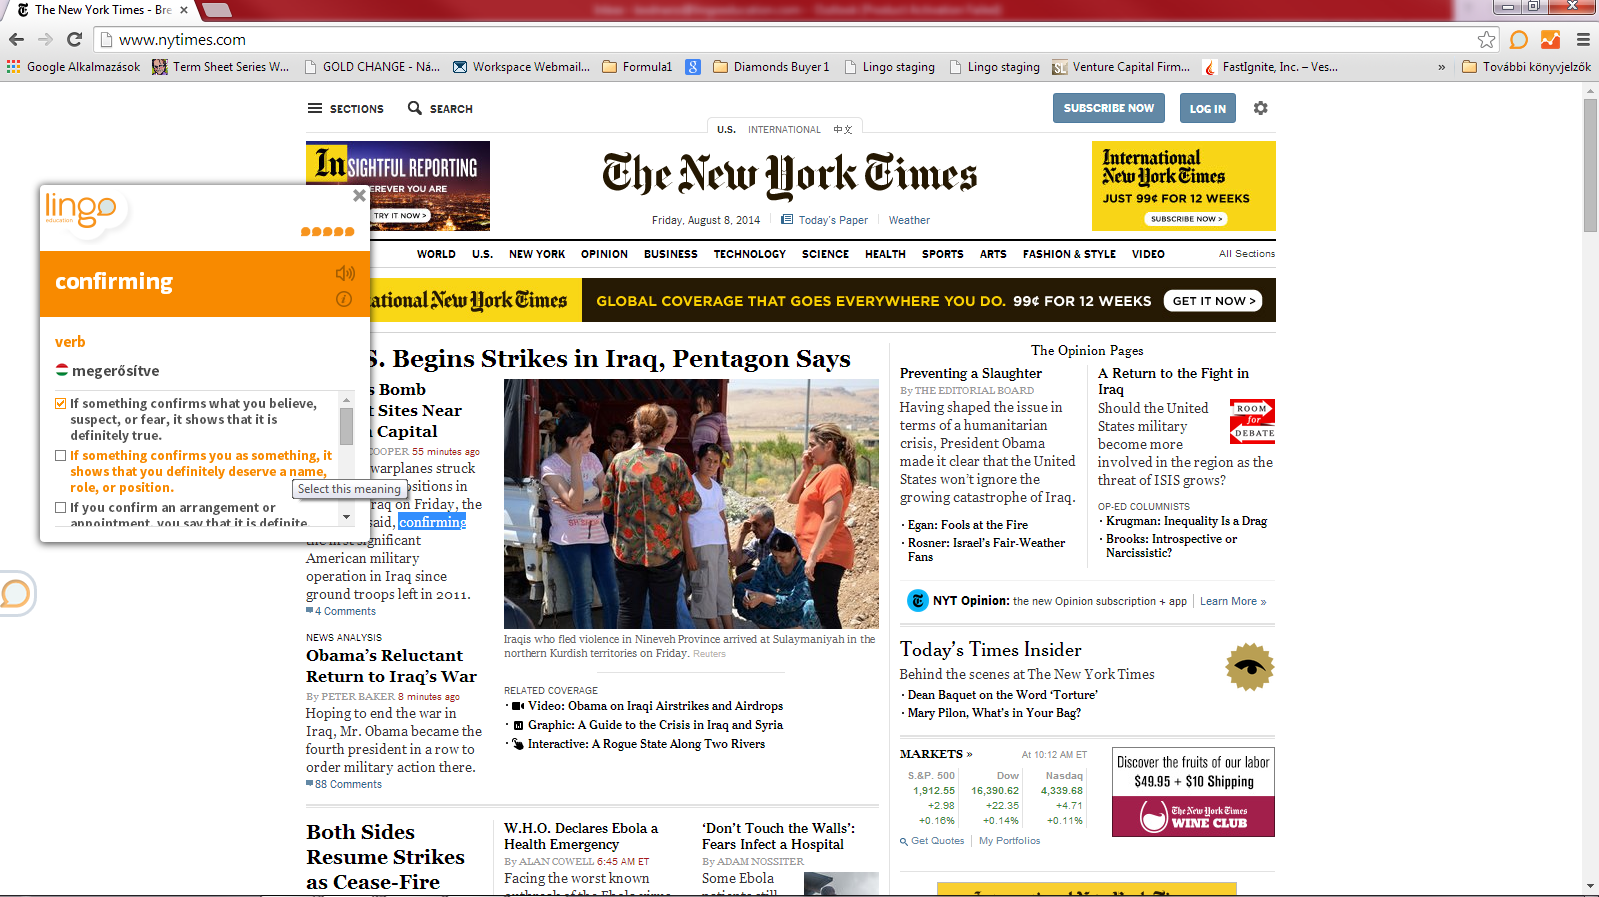 The New York Times - Bre
www.nytimes.com
Google Alkalmazások
Term Sheet Series W...
GOLD CHANGE - Ná...
Workspace Webmail...
Formula1
Diamonds Buyer1
Lingo staging
Lingo staging
Venture Capital Firm...
FastIgnite, Inc. – Ves...
»
További könyvjelzők
SECTIONS
SEARCH
SUBSCRIBE NOW
LOG IN
U.S. INTERNATIONAL 中文
INSIGHTFUL REPORTING
EREVER YOU ARE
TRY IT NOW >
The New York Times
Friday, August 8, 2014
Today's Paper
Weather
International
New York Times
JUST 99¢ FOR 12 WEEKS
SUBSCRIBE NOW >
WORLD U.S. NEW YORK OPINION BUSINESS TECHNOLOGY SCIENCE HEALTH SPORTS ARTS FASHION & STYLE VIDEO All Sections
ational New York Times
GLOBAL COVERAGE THAT GOES EVERYWHERE YOU DO. 99¢ FOR 12 WEEKS
GET IT NOW >
lingo
education
confirming
verb
megerősítve
If something confirms what you believe,
suspect, or fear, it shows that it is
definitely true.
If something confirms you as something, it
shows that you definitely deserve a name,
role, or position.
If you confirm an arrangement or
appointment, you say that it is definite
Select this meaning
S. Begins Strikes in Iraq, Pentagon Says
s Bomb
t Sites Near
Capital
COOPER 55 minutes ago
warplanes struck
ositions in
raq on Friday, the
said, confirming
the first significant
American military
operation in Iraq since
ground troops left in 2011.
4 Comments
NEWS ANALYSIS
Obama's Reluctant
Return to Iraq's War
By PETER BAKER 8 minutes ago
Hoping to end the war in
Iraq, Mr. Obama became the
fourth president in a row to
order military action there.
88 Comments
Both Sides
Resume Strikes
as Cease-Fire
Iraqis who fled violence in Nineveh Province arrived at Sulaymaniyah in the
northern Kurdish territories on Friday. Reuters
RELATED COVERAGE
Video: Obama on Iraqi Airstrikes and Airdrops
Graphic: A Guide to the Crisis in Iraq and Syria
Interactive: A Rogue State Along Two Rivers
W.H.O. Declares Ebola a
Health Emergency
By ALAN COWELL 6:45 AM ET
Facing the worst known
outbreak of the Ebola virus,
'Don't Touch the Walls':
Fears Infect a Hospital
By ADAM NOSSITER
Some Ebola
patients still
The Opinion Pages
Preventing a Slaughter
By THE EDITORIAL BOARD
Having shaped the issue in
terms of a humanitarian
crisis, President Obama
made it clear that the United
States won't ignore the
growing catastrophe of Iraq.
· Egan: Fools at the Fire
· Rosner: Israel's Fair-Weather
Fans
A Return to the Fight in
Iraq
Should the United
States military
become more
involved in the region as the
threat of ISIS grows?
ROOM
for
DEBATE
OP-ED COLUMNISTS
· Krugman: Inequality Is a Drag
· Brooks: Introspective or
Narcissistic?
NYT Opinion: the new Opinion subscription + app
Learn More »
Today's Times Insider
Behind the scenes at The New York Times
· Dean Baquet on the Word 'Torture'
· Mary Pilon, What's in Your Bag?
MARKETS »
At 10:12 AM ET
S.&P. 500 Dow Nasdaq
1,912.55 16,390.62 4,339.68
+2.98 +22.35 +4.71
+0.16% +0.14% +0.11%
Get Quotes
My Portfolios
Discover the fruits of our labor
$49.95 + $10 Shipping
The New York Times
WINE CLUB